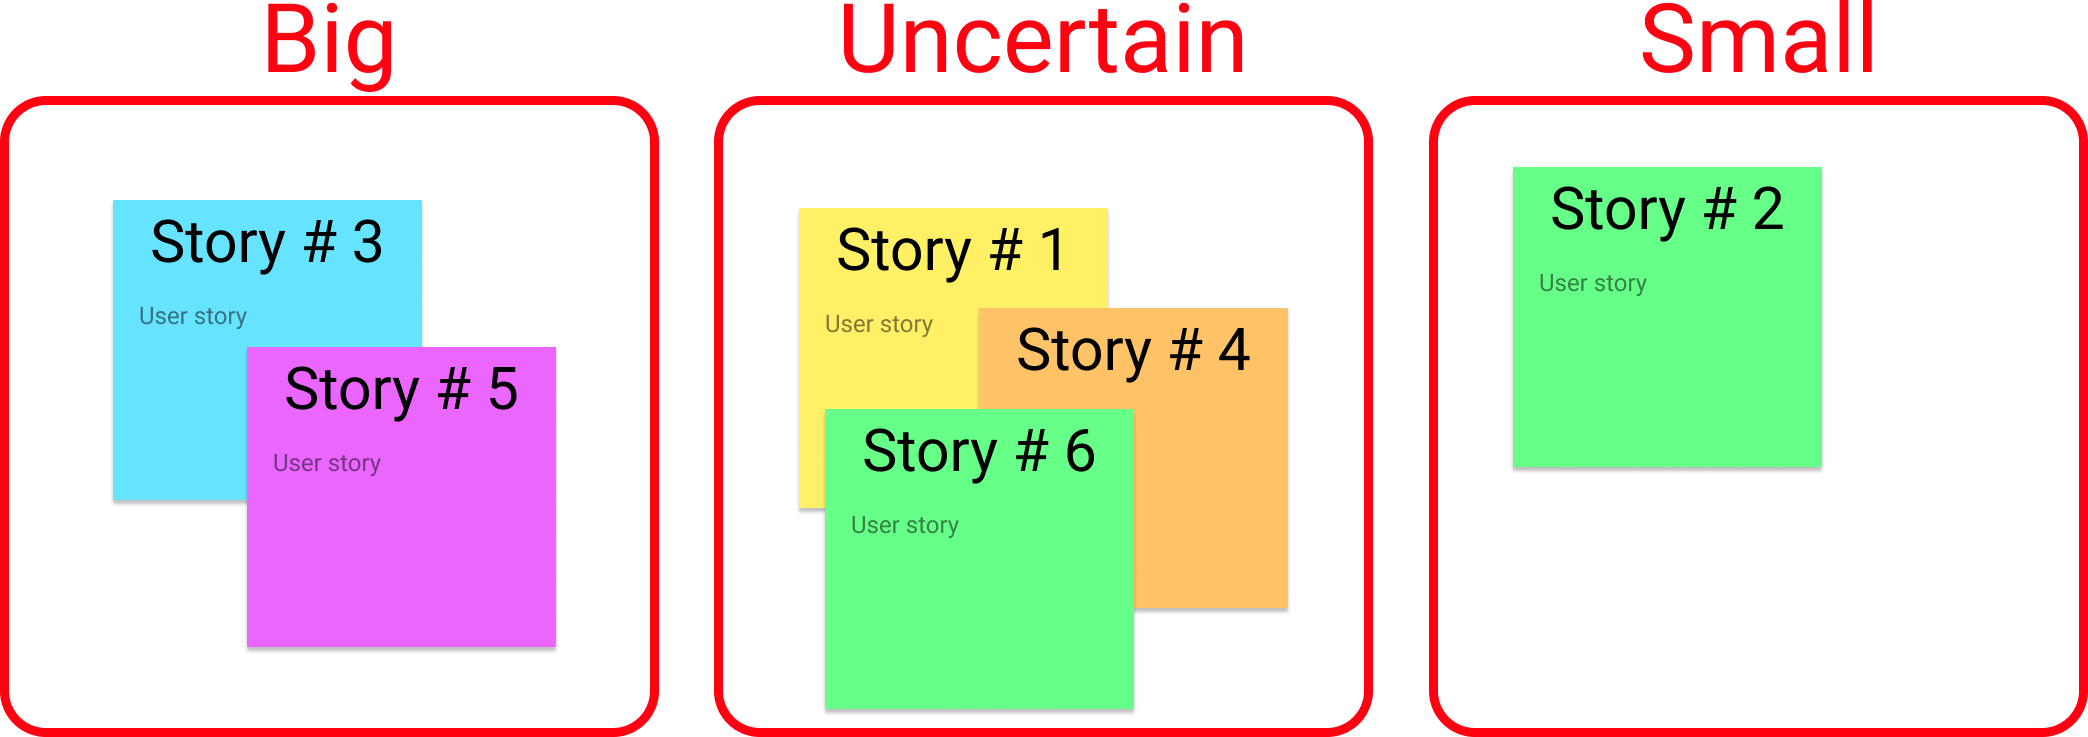 Big
Story # 3
User story
Story # 5
User story
Uncertain
Story # 1
User story
Story # 4
Story # 6
User story
Small
Story # 2
User story